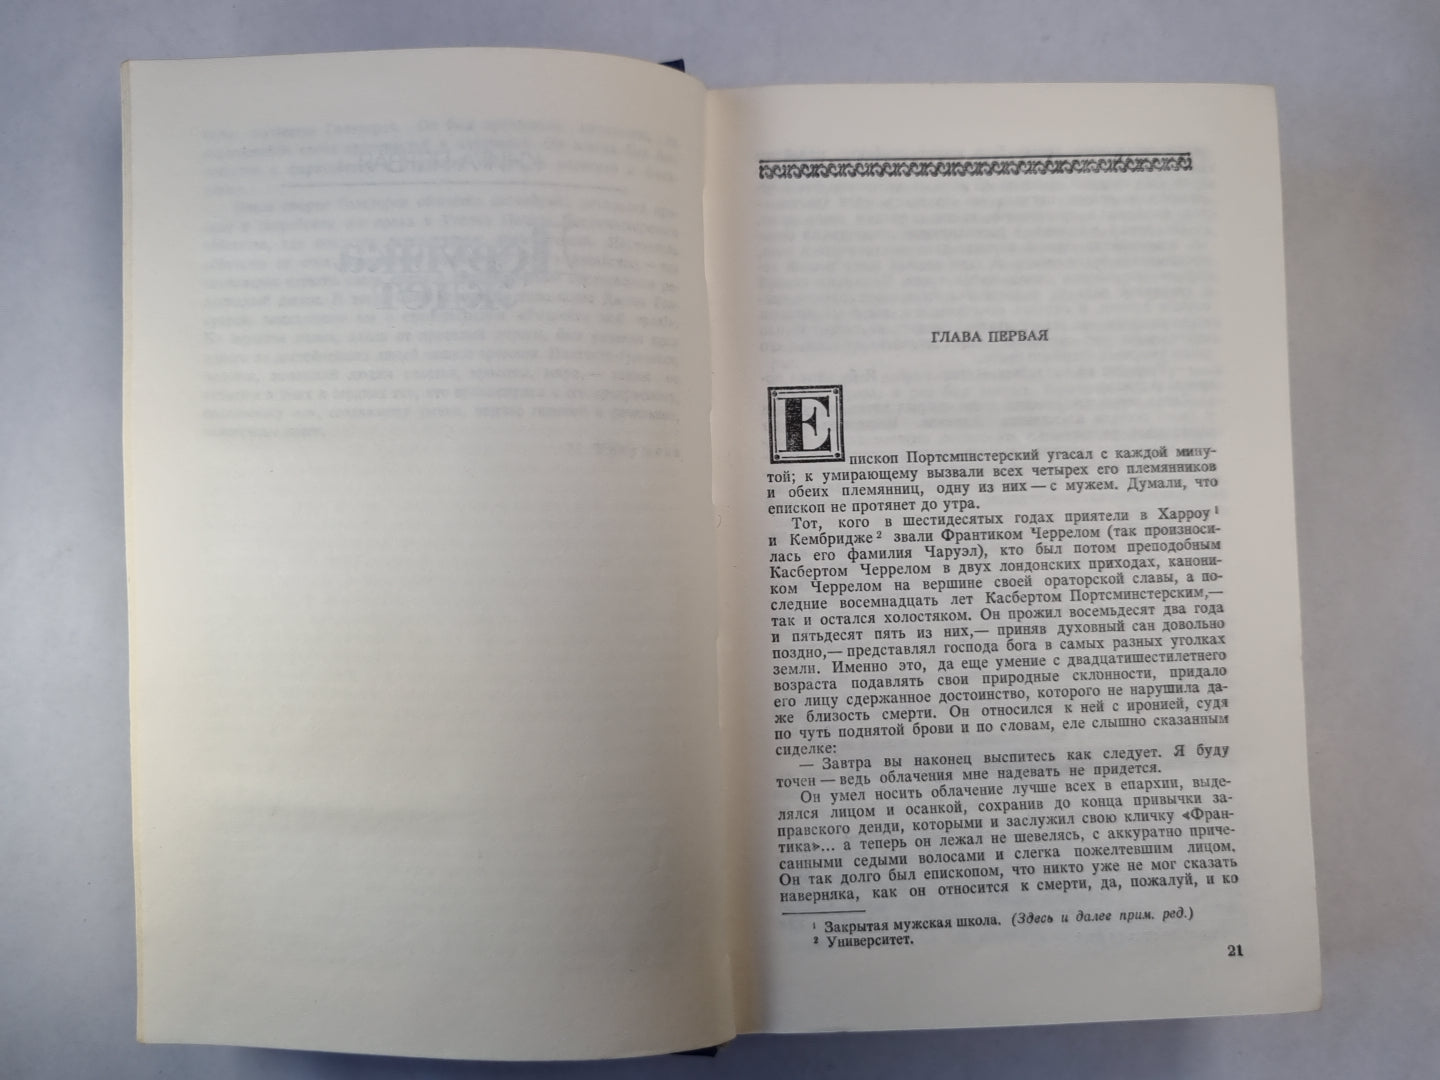 ГЛАВА ПЕРВАЯ
Епископ Портсминстерский угасал с каждой мину-
той; к умирающему вызвали всех четырех его племянников
и обеих племянниц, одну из них — с мужем. Думали, что
епископ не протянет до утра.
Тот, кого в шестидесятых годах приятели в Харроу ¹
и Кембридже ² звали Франтиком Черрелом (так произноси-
лась его фамилия Чаруэл), кто был потом преподобным
Касбертом Черрелом в двух лондонских приходах, канони-
ком Черрелом на вершине своей ораторской славы, а по-
следние восемнадцать лет Касбертом Портсминстерским,—
так и остался холостяком. Он прожил восемьдесят два года
и пятьдесят пять из них,— приняв духовный сан довольно
поздно,— представлял господа бога в самых разных уголках
земли. Именно это, да еще умение с двадцатишестилетнего
возраста подавлять свои природные склонности, придало
его лицу сдержанное достоинство, которого не нарушила да-
же близость смерти. Он относился к ней с иронией, судя
по чуть поднятой брови и по словам, еле слышно сказанным
сиделке:
— Завтра вы наконец выспитесь как следует. Я буду
точен — ведь облачения мне надевать не придется.
Он умел носить облачение лучше всех в епархии, выде-
лялся лицом и осанкой, сохранив до конца привычки за-
правского денди, которыми и заслужил свою кличку «Фран-
тика»... а теперь он лежал не шевелясь, с аккуратно приче-
санными седыми волосами и слегка пожелтевшим лицом.
Он так долго был епископом, что никто уже не мог сказать
наверняка, как он относится к смерти, да, пожалуй, и ко
¹ Закрытая мужская школа. (Здесь и далее прим. ред.)
² Университет.
21